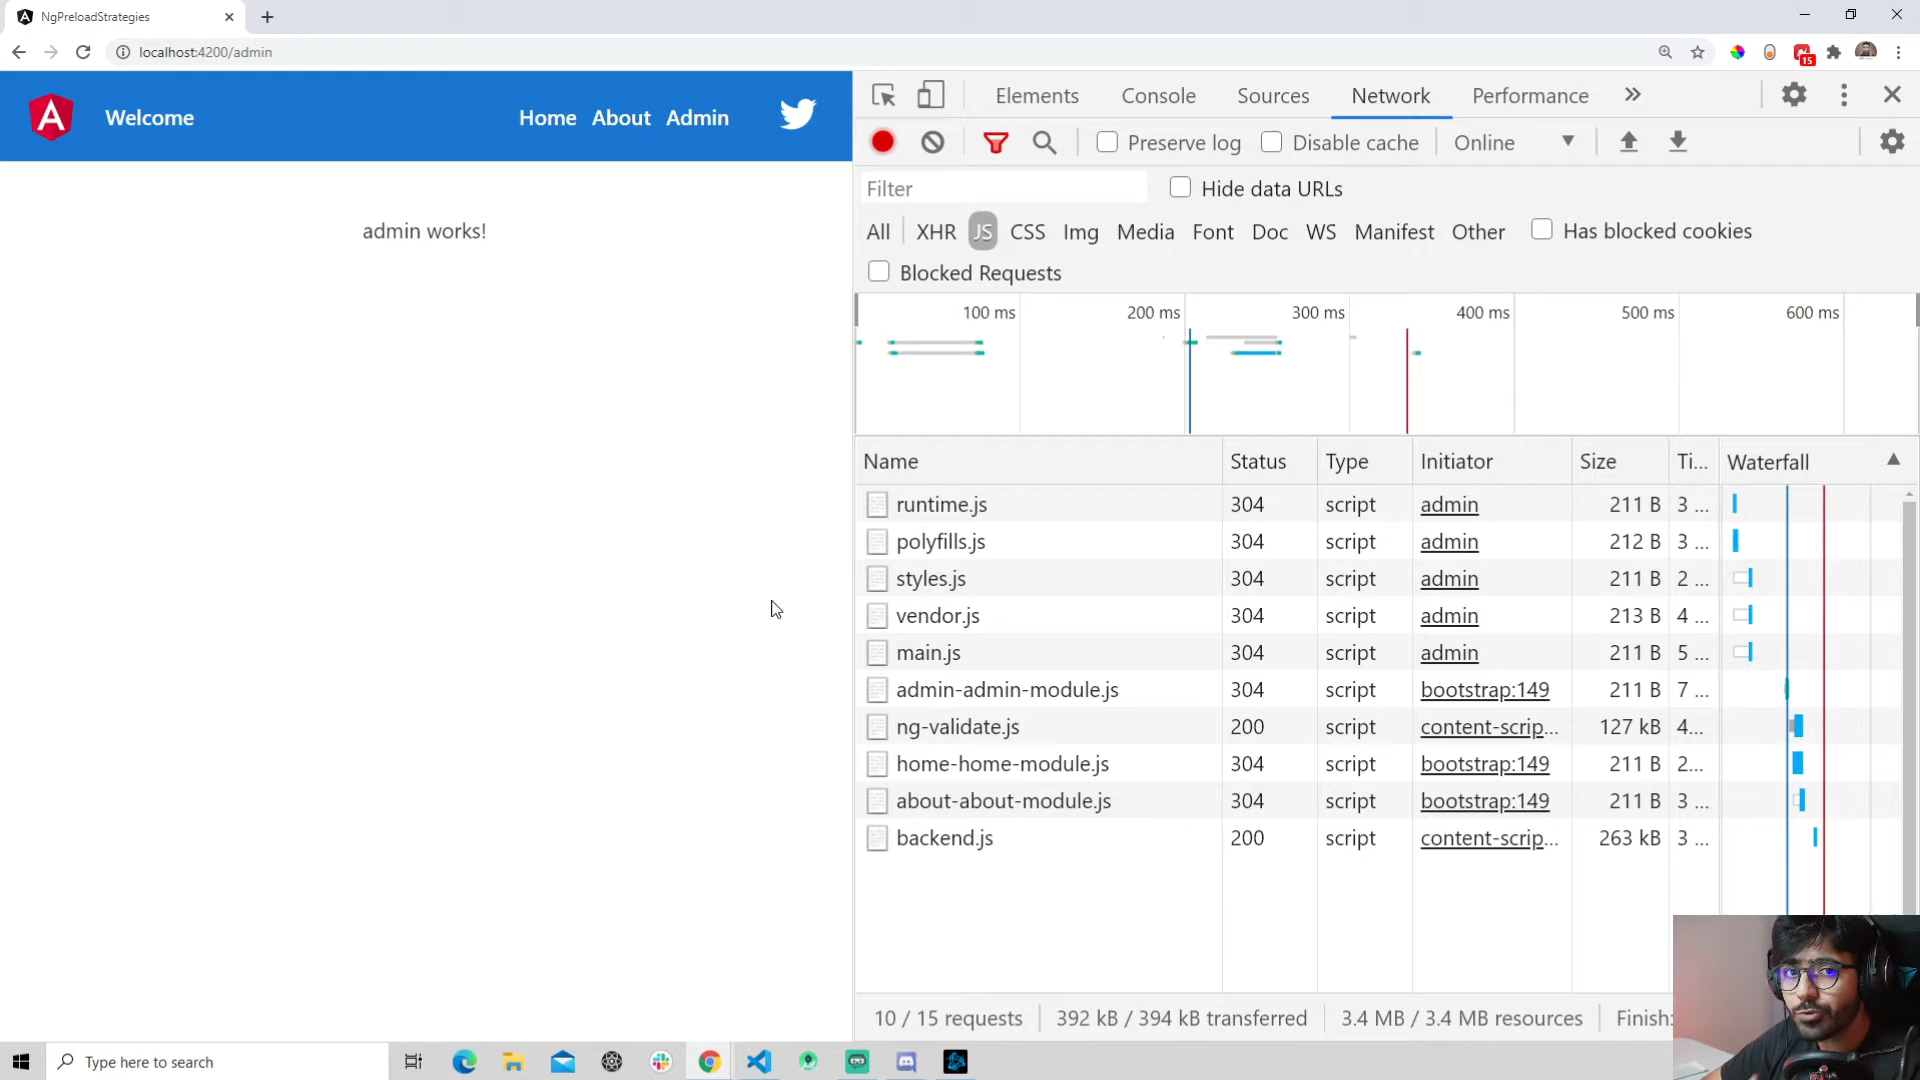 NgPreloadStrategies
localhost:4200/admin
15
Welcome
Home About Admin
admin works!
Elements Console Sources Network Performance
Preserve log Disable cache Online
Filter Hide data URLs
All XHR JS CSS Img Media Font Doc WS Manifest Other Has blocked cookies
Blocked Requests
100 ms 200 ms 300 ms 400 ms 500 ms 600 ms
Name Status Type Initiator Size Ti... Waterfall
runtime.js 304 script admin 211 B 3 ...
polyfills.js 304 script admin 212 B 3 ...
styles.js 304 script admin 211 B 2 ...
vendor.js 304 script admin 213 B 4 ...
main.js 304 script admin 211 B 5 ...
admin-admin-module.js 304 script bootstrap:149 211 B 7 ...
ng-validate.js 200 script content-scrip... 127 kB 4...
home-home-module.js 304 script bootstrap:149 211 B 2...
about-about-module.js 304 script bootstrap:149 211 B 3 ...
backend.js 200 script content-scrip... 263 kB 3 ...
10 / 15 requests 392 kB / 394 kB transferred 3.4 MB / 3.4 MB resources Finish:
Type here to search